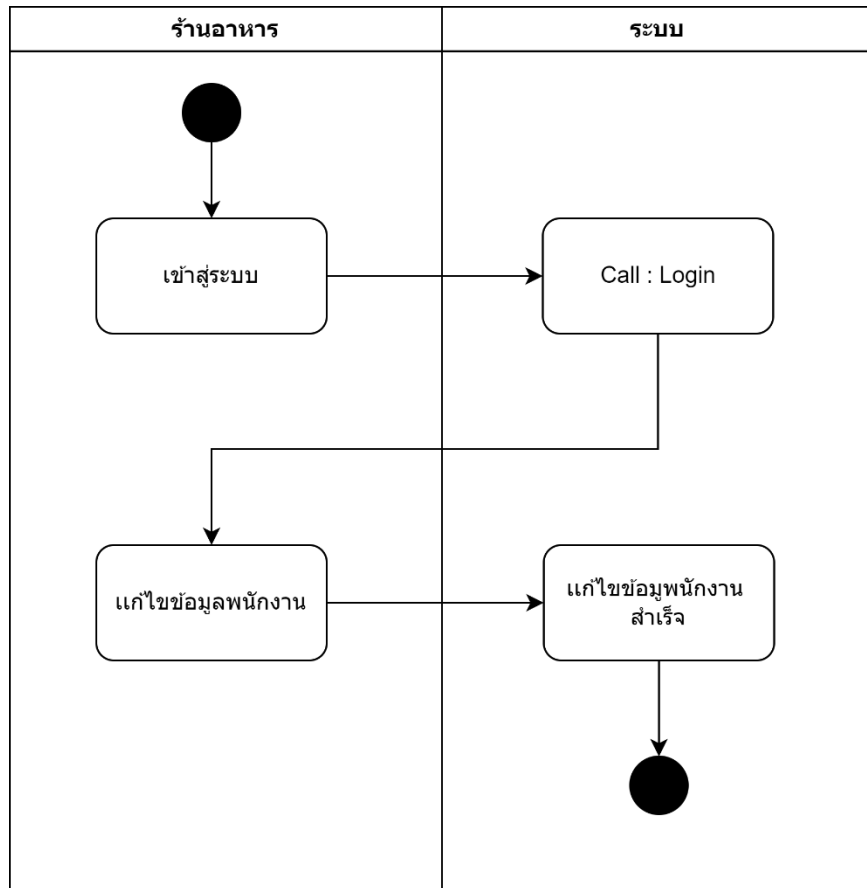 ร้านอาหาร
ระบบ
เข้าสู่ระบบ
Call : Login
แก้ไขข้อมูลพนักงาน
แก้ไขข้อมูพนักงาน
สำเร็จ